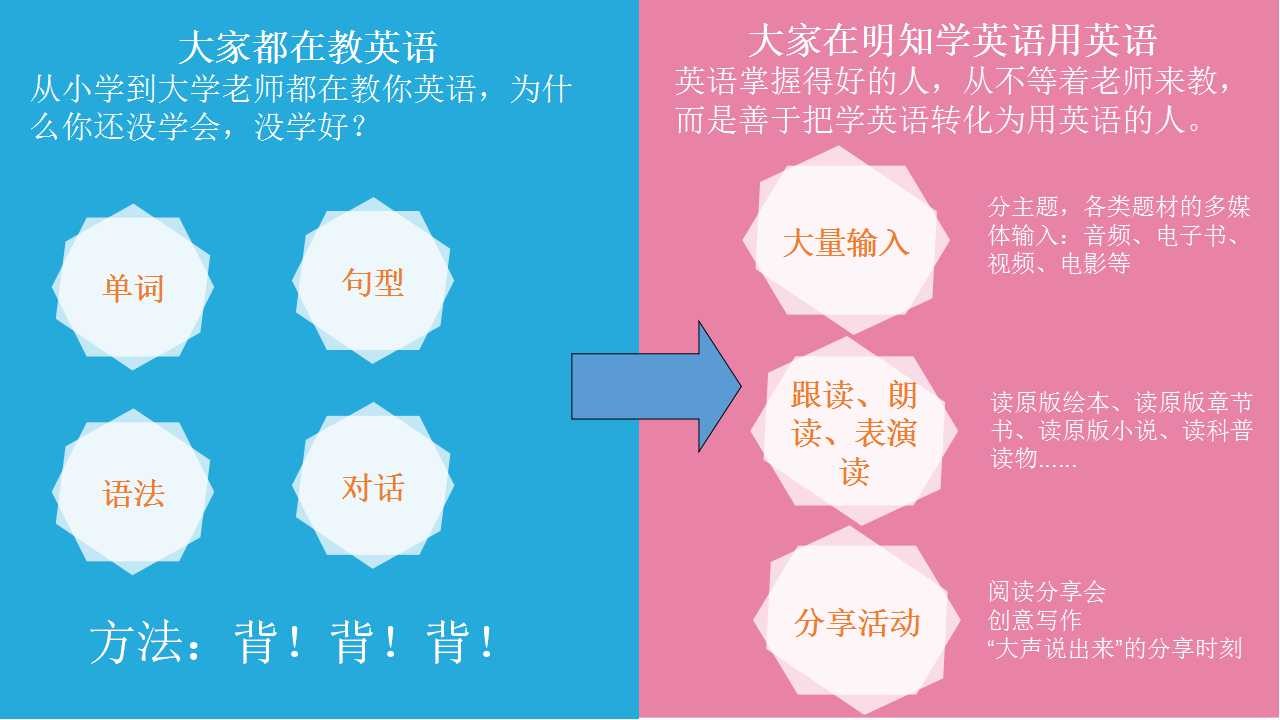 大家都在教英语
从小学到大学老师都在教你英语，为什
么你还没学会，没学好？
单词
句型
语法
对话
方法：背！背！背！
大家在明知学英语用英语
英语掌握得好的人，从不等着老师来教，
而是善于把学英语转化为用英语的人。
大量输入
分主题，各类题材的多媒
体输入：音频、电子书、
视频、电影等
跟读、朗
读、表演
读
读原版绘本、读原版章节
书、读原版小说、读科普
读物......
分享活动
阅读分享会
创意写作
“大声说出来”的分享时刻